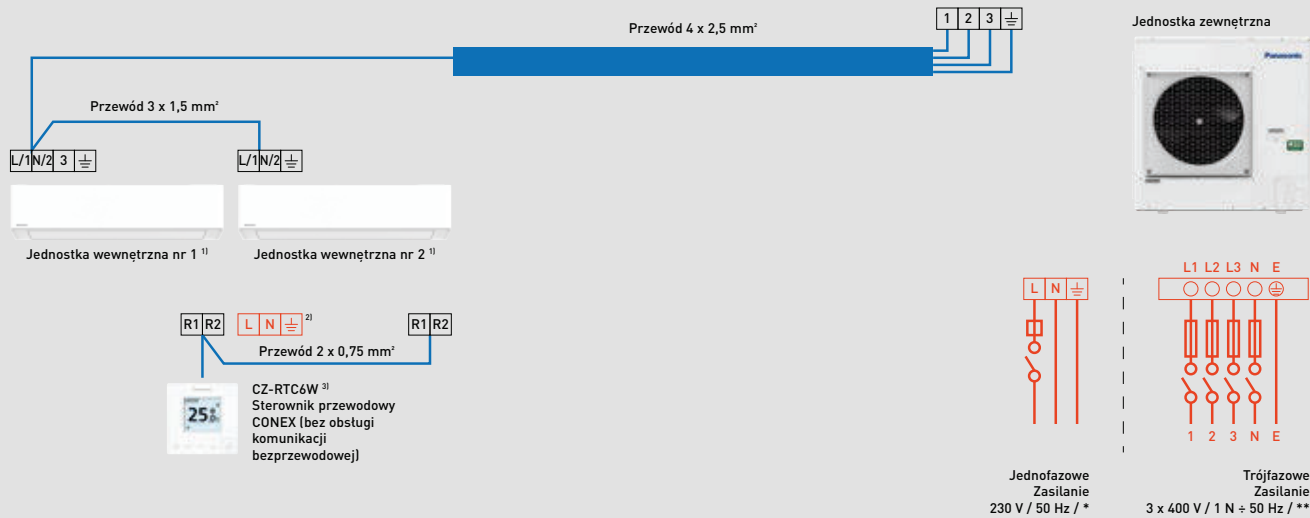 Przewód 4 x 2,5 mm²
1 2 3
Jednostka zewnętrzna
Panasonic
Przewód 3 x 1,5 mm²
L/1 N/2 3
L/1 N/2
Jednostka wewnętrzna nr 1 ¹⁾
Jednostka wewnętrzna nr 2 ¹⁾
R1 R2
L N ²⁾
R1 R2
Przewód 2 x 0,75 mm²
25
CZ-RTC6W ³⁾
Sterownik przewodowy
CONEX (bez obsługi
komunikacji
bezprzewodowej)
L N
L1 L2 L3 N E
1 2 3 N E
Jednofazowe
Zasilanie
230 V / 50 Hz / *
Trójfazowe
Zasilanie
3 x 400 V / 1 N ÷ 50 Hz / **